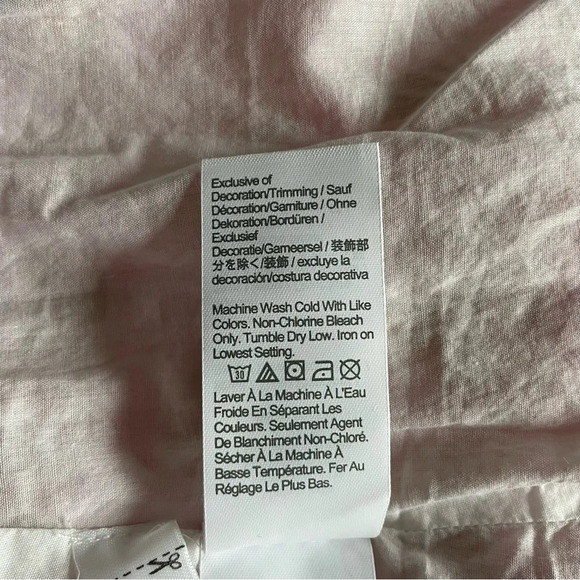 Exclusive of
Decoration/Trimming / Sauf
Décoration/Garniture / Ohne
Dekoration/Bordüren /
Exclusief
Decoratie/Garneersel / 装飾部
分を除く/装飾 / excluye la
decoración/costura decorativa
Machine Wash Cold With Like
Colors. Non-Chlorine Bleach
Only. Tumble Dry Low. Iron on
Lowest Setting.
30
Laver À La Machine À L'Eau
Froide En Séparant Les
Couleurs. Seulement Agent
De Blanchiment Non-Chloré.
Sécher À La Machine À
Basse Température. Fer Au
Réglage Le Plus Bas.